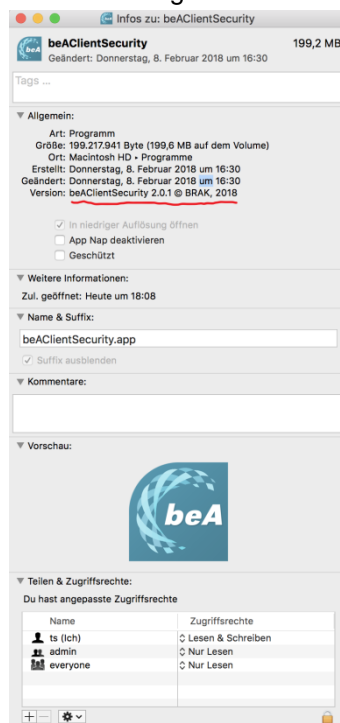 Infos zu: beAClientSecurity
beA
beAClientSecurity 199,2 MB
Geändert: Donnerstag, 8. Februar 2018 um 16:30
Tags ...
Allgemein:
Art: Programm
Größe: 199.217.941 Byte (199,6 MB auf dem Volume)
Ort: Macintosh HD ▸ Programme
Erstellt: Donnerstag, 8. Februar 2018 um 16:30
Geändert: Donnerstag, 8. Februar 2018 um 16:30
Version: beAClientSecurity 2.0.1 © BRAK, 2018
In niedriger Auflösung öffnen
App Nap deaktivieren
Geschützt
Weitere Informationen:
Zul. geöffnet: Heute um 18:08
Name & Suffix:
beAClientSecurity.app
Suffix ausblenden
Kommentare:
Vorschau:
beA
Teilen & Zugriffsrechte:
Du hast angepasste Zugriffsrechte
Name Zugriffsrechte
ts (Ich) Lesen & Schreiben
admin Nur Lesen
everyone Nur Lesen